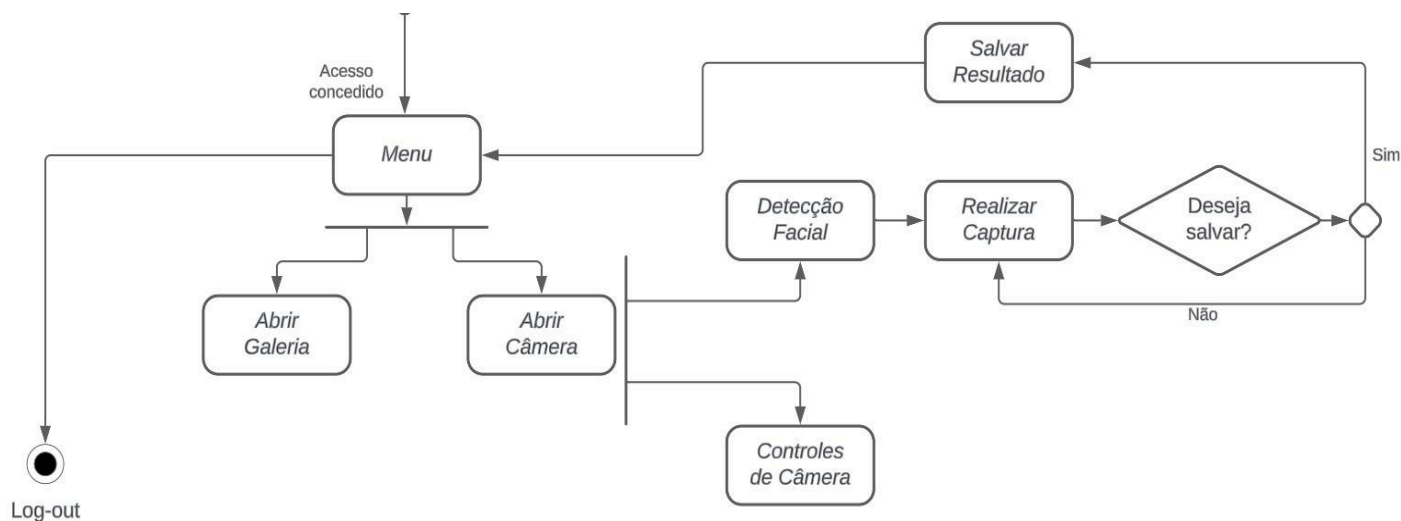 Salvar
Resultado
Acesso
concedido
Menu
Sim
Detecção
Facial
Realizar
Captura
Deseja
salvar?
Abrir
Galeria
Abrir
Câmera
Não
Controles
de Câmera
Log-out